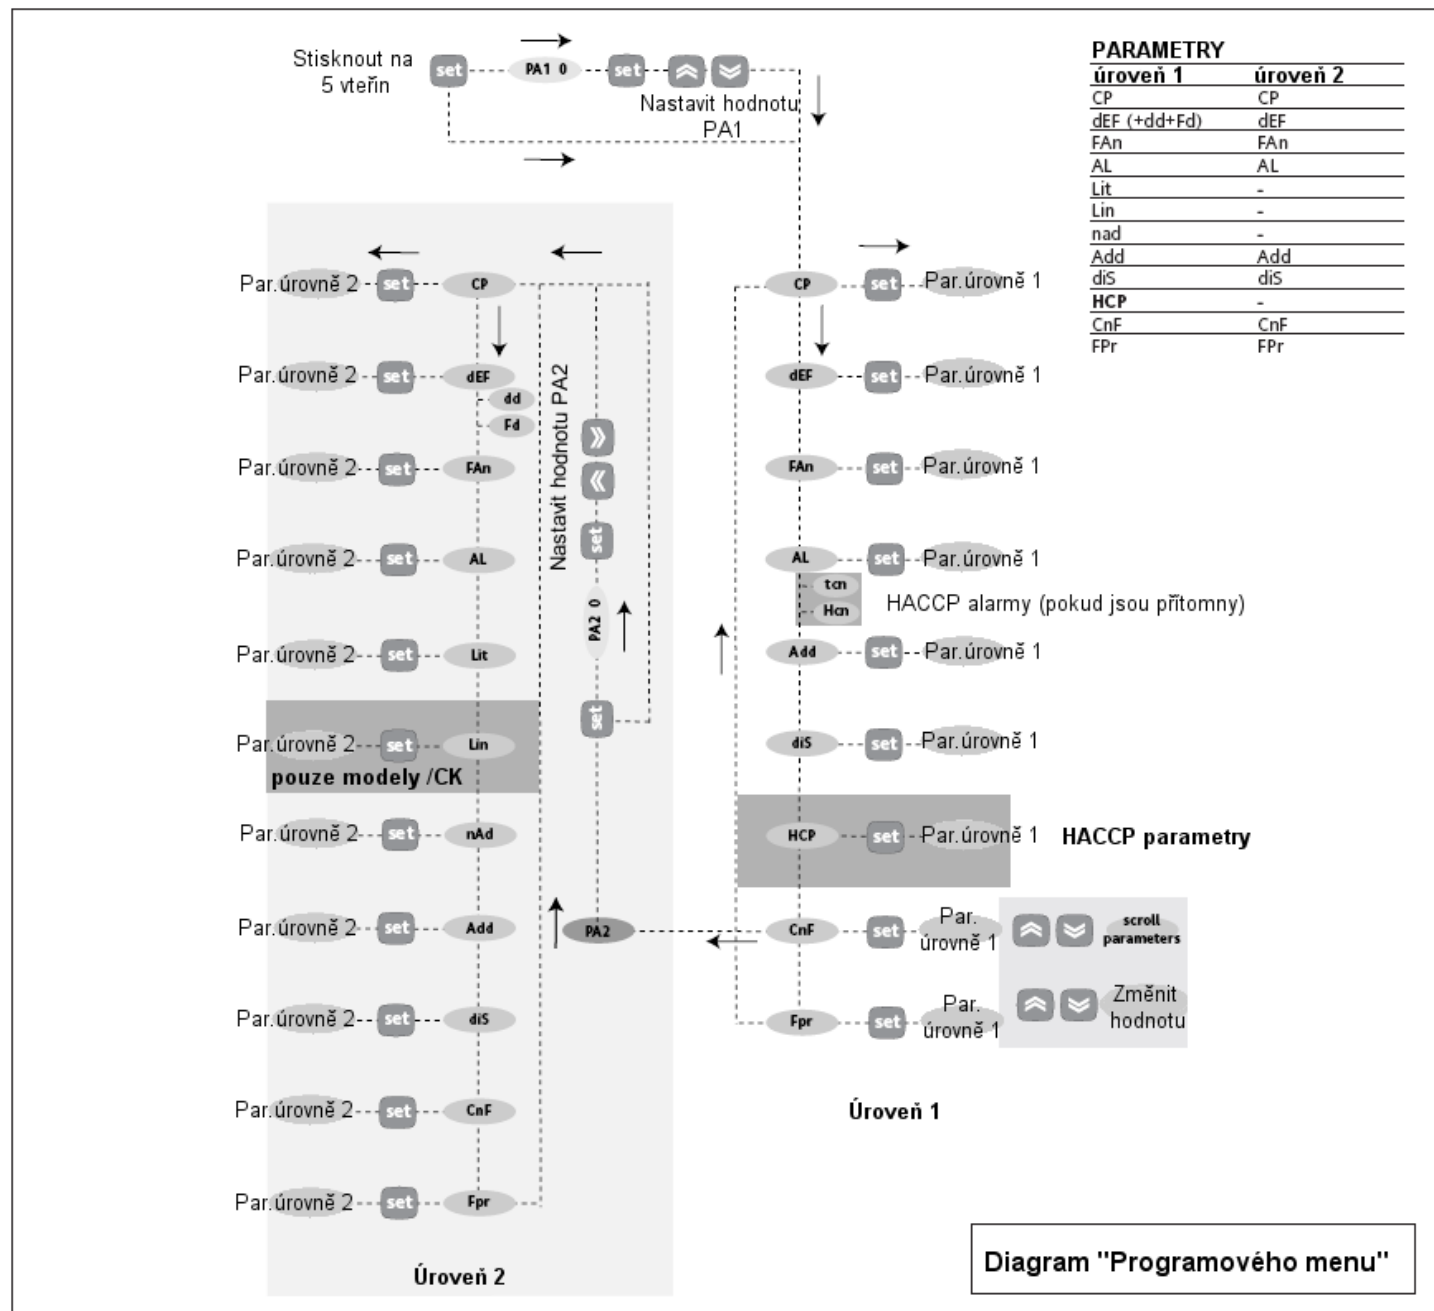 Stisknout na
5 vteřin
set
PA1 0
set
Nastavit hodnotu
PA1
PARAMETRY
úroveň 1 úroveň 2
CP CP
dEF (+dd+Fd) dEF
FAn FAn
AL AL
Lit -
Lin -
nad -
Add Add
diS diS
HCP -
CnF CnF
FPr FPr
Par.úrovně 2 set CP
Par.úrovně 2 set dEF
dd
Fd
Par.úrovně 2 set FAn
Par.úrovně 2 set AL
Par.úrovně 2 set Lit
Par.úrovně 2 set Lin
pouze modely /CK
Par.úrovně 2 set nAd
Par.úrovně 2 set Add
Par.úrovně 2 set diS
Par.úrovně 2 set CnF
Par.úrovně 2 set Fpr
Úroveň 2
Nastavit hodnotu PA2
set
PA2 0
set
PA2
CP set Par.úrovně 1
dEF set Par.úrovně 1
FAn set Par.úrovně 1
AL set Par.úrovně 1
tcn
Hcn
HACCP alarmy (pokud jsou přítomny)
Add set Par.úrovně 1
diS set Par.úrovně 1
HCP set Par.úrovně 1 HACCP parametry
CnF set Par.
úrovně 1
scroll
parameters
Fpr set Par.
úrovně 1
Změnit
hodnotu
Úroveň 1
Diagram "Programového menu"